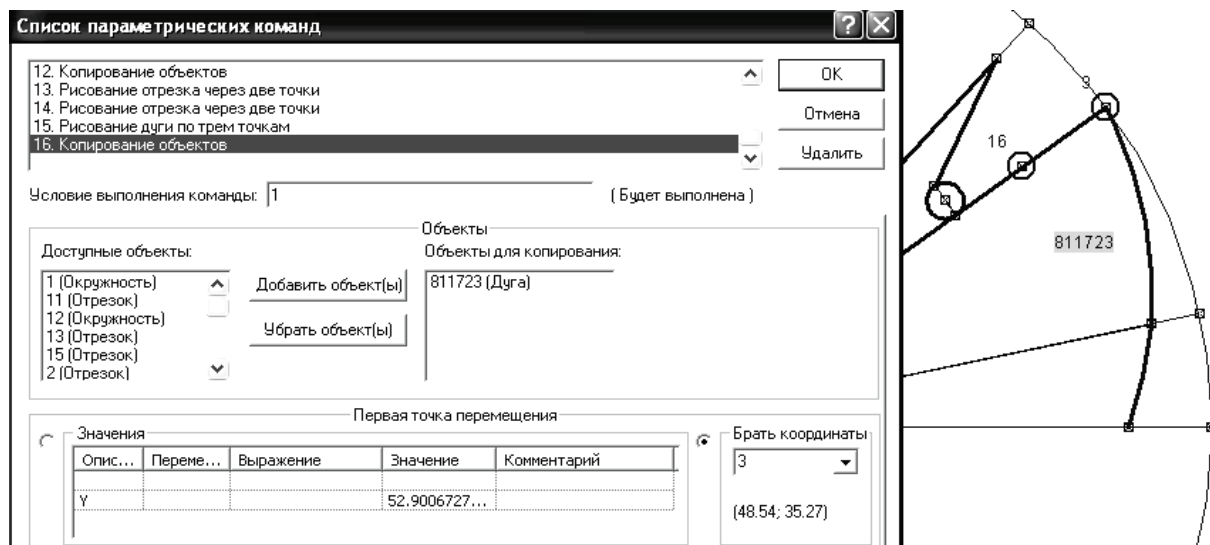 Список параметрических команд
12. Копирование объектов
13. Рисование отрезка через две точки
14. Рисование отрезка через две точки
15. Рисование дуги по трем точкам
16. Копирование объектов
OK
Отмена
Удалить
Условие выполнения команды: 1 ( Будет выполнена )
Объекты
Доступные объекты:
1 (Окружность)
11 (Отрезок)
12 (Окружность)
13 (Отрезок)
15 (Отрезок)
2 (Отрезок)
Добавить объект(ы)
Убрать объект(ы)
Объекты для копирования:
811723 (Дуга)
Первая точка перемещения
Значения
Опис... Переме... Выражение Значение Комментарий
Y 52.9006727...
Брать координаты
3
(48.54; 35.27)
3
16
811723